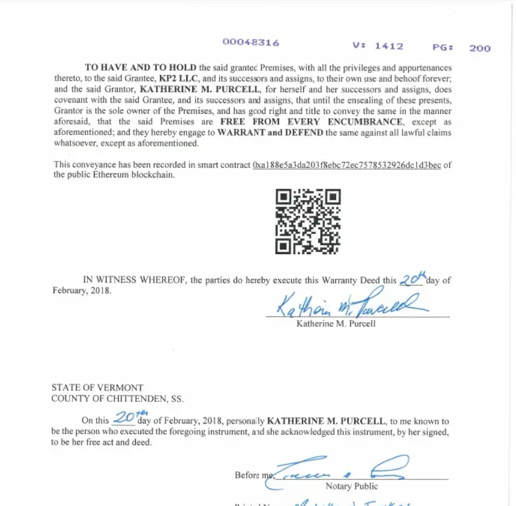 00048316 V: 1412 PG: 200
TO HAVE AND TO HOLD the said grantec Premises, with all the privileges and appurtenances
thereto, to the said Grantee, KP2 LLC, and its successors and assigns, to their own use and behoof forever;
and the said Grantor, KATHERINE M. PURCELL, for herself and her successors and assigns, does
covenant with the said Grantee, and its successors and assigns, that until the ensealing of these presents,
Grantor is the sole owner of the Premises, and has good right and title to convey the same in the manner
aforesaid, that the said Premises are FREE FROM EVERY ENCUMBRANCE, except as
aforementioned; and they hereby engage to WARRANT and DEFEND the same against all lawful claims
whatsoever, except as aforementioned.
This conveyance has been recorded in smart contract 0xa188e5a3da203f8ebc72ec7578532926dc1d3bec of
the public Ethereum blockchain.
IN WITNESS WHEREOF, the parties do hereby execute this Warranty Deed this 20th day of
February, 2018.
Katherine M. Purcell
Katherine M. Purcell
STATE OF VERMONT
COUNTY OF CHITTENDEN, SS.
On this 20th day of February, 2018, personally KATHERINE M. PURCELL, to me known to
be the person who executed the foregoing instrument, and she acknowledged this instrument, by her signed,
to be her free act and deed.
Before me
Notary Public